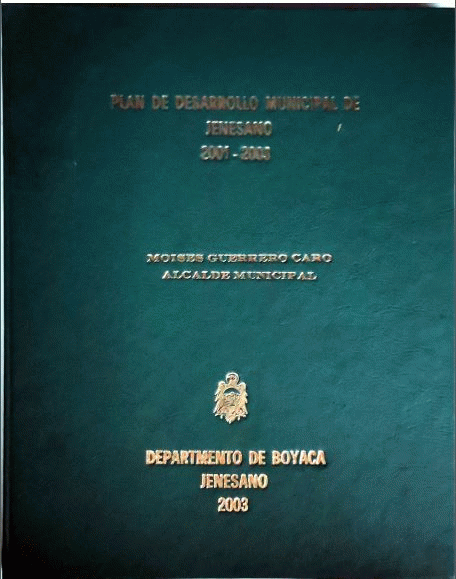 PLAN DE DESARROLLO MUNICIPAL DE
JENESANO
2001 - 2003
MOISES GUERRERO CARO
ALCALDE MUNICIPAL
DEPARTMENTO DE BOYACA
JENESANO
2003